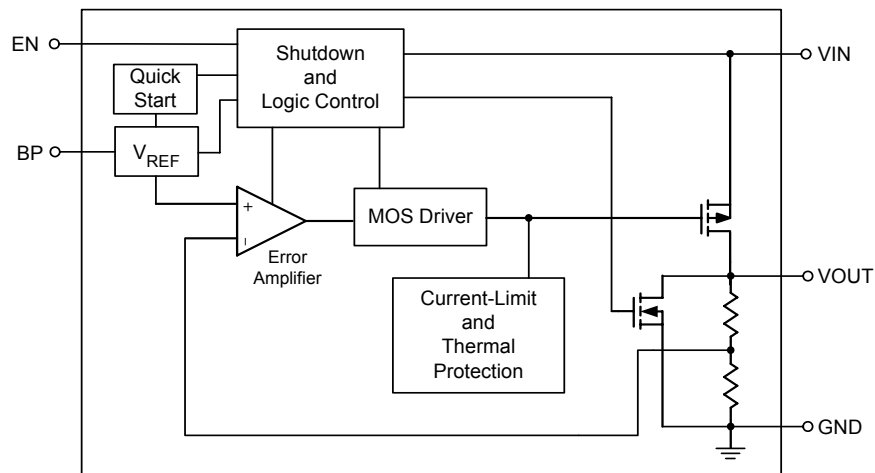 EN
Shutdown
and
Logic Control
VIN
Quick
Start
BP
VREF
+
−
Error
Amplifier
MOS Driver
Current-Limit
and
Thermal
Protection
VOUT
GND